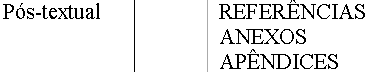 Pós-textual REFERÊNCIAS
ANEXOS
APÊNDICES